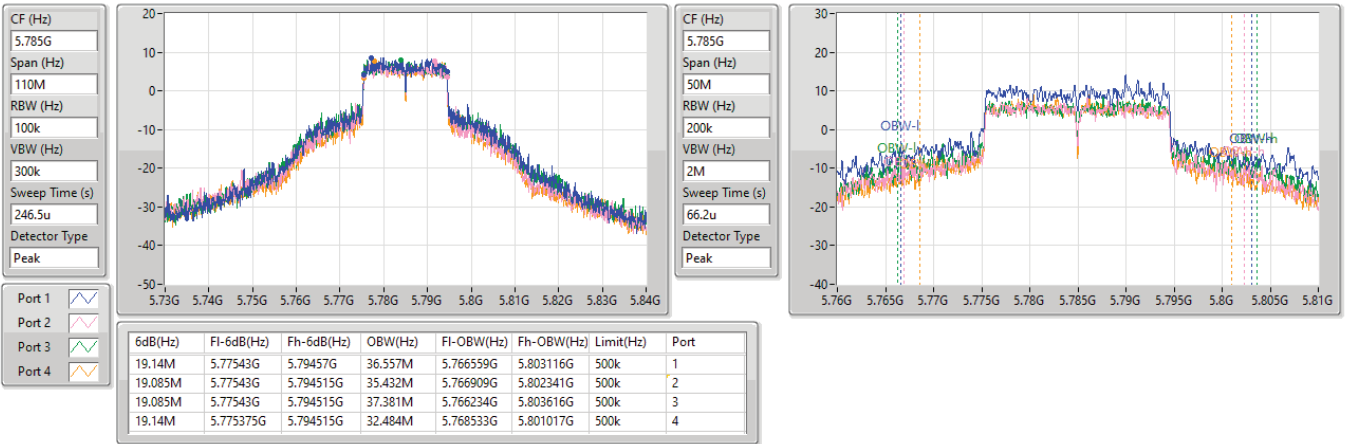 CF (Hz)
5.785G
Span (Hz)
110M
RBW (Hz)
100k
VBW (Hz)
300k
Sweep Time (s)
246.5u
Detector Type
Peak
20-
10-
0-
-10-
-20-
-30-
-40-
-50-
5.73G 5.74G 5.75G 5.76G 5.77G 5.78G 5.79G 5.8G 5.81G 5.82G 5.83G 5.84G
CF (Hz)
5.785G
Span (Hz)
50M
RBW (Hz)
200k
VBW (Hz)
2M
Sweep Time (s)
66.2u
Detector Type
Peak
30-
20-
10-
0-
-10-
-20-
-30-
-40-
OBW-l
OBW-l
5.76G 5.765G 5.77G 5.775G 5.78G 5.785G 5.79G 5.795G 5.8G 5.805G 5.81G
Port 1
Port 2
Port 3
Port 4
6dB(Hz) Fl-6dB(Hz) Fh-6dB(Hz) OBW(Hz) Fl-OBW(Hz) Fh-OBW(Hz) Limit(Hz) Port
19.14M 5.77543G 5.79457G 36.557M 5.766559G 5.803116G 500k 1
19.085M 5.77543G 5.794515G 35.432M 5.766909G 5.802341G 500k 2
19.085M 5.77543G 5.794515G 37.381M 5.766234G 5.803616G 500k 3
19.14M 5.775375G 5.794515G 32.484M 5.768533G 5.801017G 500k 4